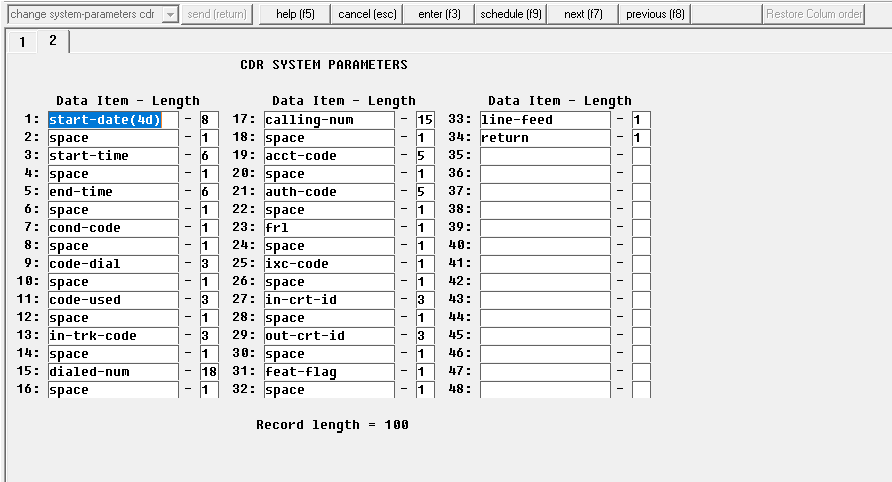 change system-parameters cdr send (return) help (f5) cancel (esc) enter (f3) schedule (f9) next (f7) previous (f8) Restore Colum order
1 2
CDR SYSTEM PARAMETERS
Data Item - Length Data Item - Length Data Item - Length
1: start-date(4d) - 8 17: calling-num - 15 33: line-feed - 1
2: space - 1 18: space - 1 34: return - 1
3: start-time - 6 19: acct-code - 5 35: -
4: space - 1 20: space - 1 36: -
5: end-time - 6 21: auth-code - 5 37: -
6: space - 1 22: space - 1 38: -
7: cond-code - 1 23: frl - 1 39: -
8: space - 1 24: space - 1 40: -
9: code-dial - 3 25: ixc-code - 1 41: -
10: space - 1 26: space - 1 42: -
11: code-used - 3 27: in-crt-id - 3 43: -
12: space - 1 28: space - 1 44: -
13: in-trk-code - 3 29: out-crt-id - 3 45: -
14: space - 1 30: space - 1 46: -
15: dialed-num - 18 31: feat-flag - 1 47: -
16: space - 1 32: space - 1 48: -
Record length = 100